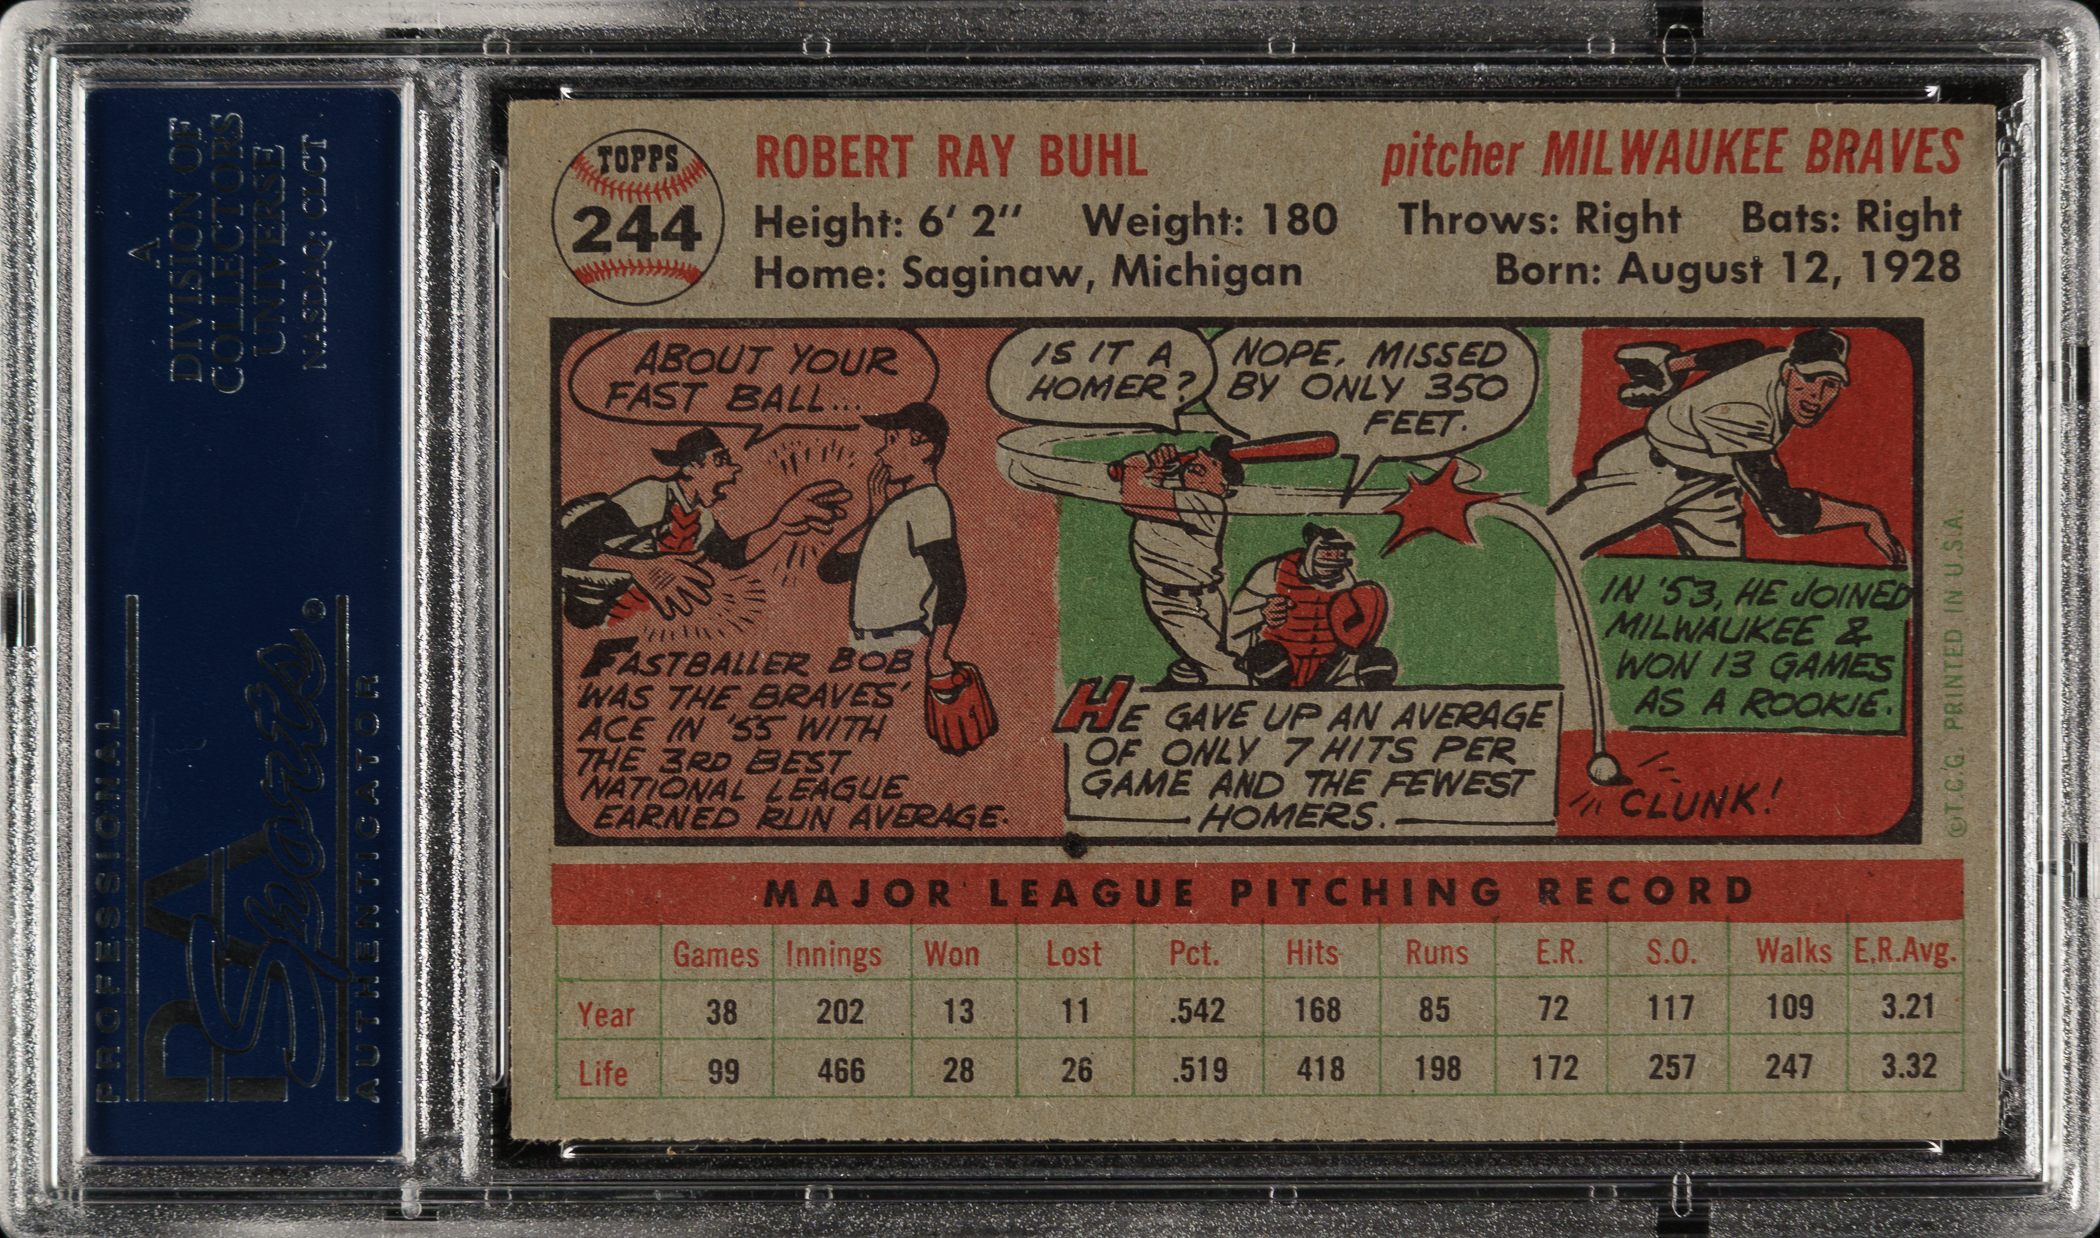 A
DIVISION OF
COLLECTORS
UNIVERSE
NASDAQ: CLCT
PROFESSIONAL
PSA
Sports®
AUTHENTICATOR
TOPPS
244
ROBERT RAY BUHL
pitcher MILWAUKEE BRAVES
Height: 6' 2" Weight: 180 Throws: Right Bats: Right
Home: Saginaw, Michigan Born: August 12, 1928
ABOUT YOUR
FAST BALL...
FASTBALLER BOB
WAS THE BRAVES'
ACE IN '55 WITH
THE 3RD BEST
NATIONAL LEAGUE
EARNED RUN AVERAGE.
IS IT A
HOMER?
NOPE, MISSED
BY ONLY 350
FEET.
HE GAVE UP AN AVERAGE
OF ONLY 7 HITS PER
GAME AND THE FEWEST
HOMERS.
IN '53, HE JOINED
MILWAUKEE &
WON 13 GAMES
AS A ROOKIE.
CLUNK!
©T.C.G. PRINTED IN U.S.A.
MAJOR LEAGUE PITCHING RECORD
Games Innings Won Lost Pct. Hits Runs E.R. S.O. Walks E.R.Avg.
Year 38 202 13 11 .542 168 85 72 117 109 3.21
Life 99 466 28 26 .519 418 198 172 257 247 3.32